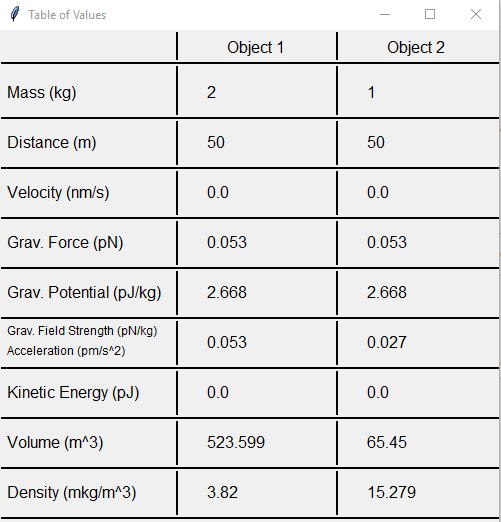 Table of Values
Object 1 Object 2
Mass (kg) 2 1
Distance (m) 50 50
Velocity (nm/s) 0.0 0.0
Grav. Force (pN) 0.053 0.053
Grav. Potential (pJ/kg) 2.668 2.668
Grav. Field Strength (pN/kg)
Acceleration (pm/s^2) 0.053 0.027
Kinetic Energy (pJ) 0.0 0.0
Volume (m^3) 523.599 65.45
Density (mkg/m^3) 3.82 15.279